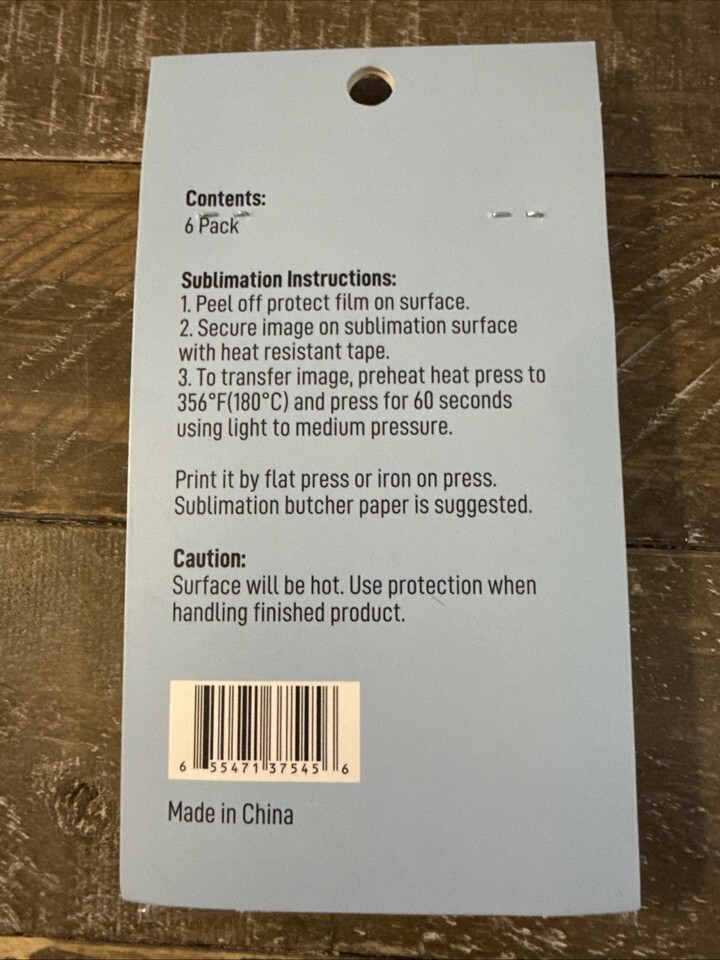 Contents:
6 Pack
Sublimation Instructions:
1. Peel off protect film on surface.
2. Secure image on sublimation surface
with heat resistant tape.
3. To transfer image, preheat heat press to
356°F(180°C) and press for 60 seconds
using light to medium pressure.
Print it by flat press or iron on press.
Sublimation butcher paper is suggested.
Caution:
Surface will be hot. Use protection when
handling finished product.
6 55471 37545 6
Made in China